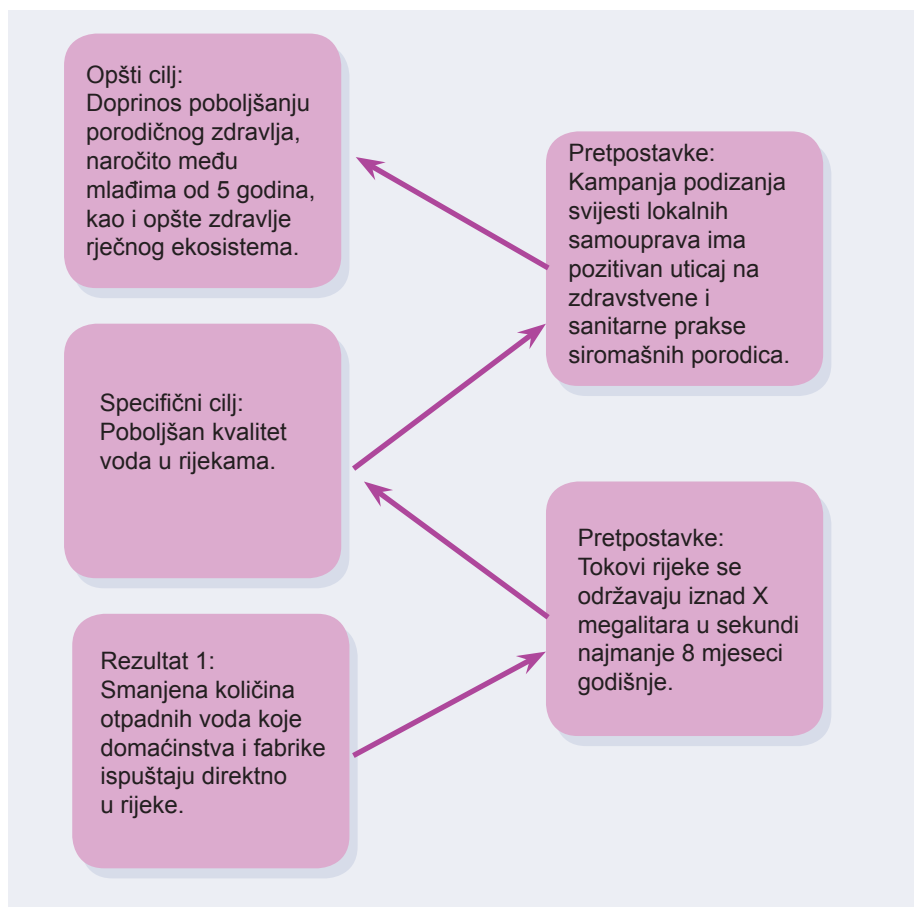 Opšti cilj:
Doprinos poboljšanju
porodičnog zdravlja,
naročito među
mlađima od 5 godina,
kao i opšte zdravlje
rječnog ekosistema.
Pretpostavke:
Kampanja podizanja
svijesti lokalnih
samouprava ima
pozitivan uticaj na
zdravstvene i
sanitarne prakse
siromašnih porodica.
Specifični cilj:
Poboljšan kvalitet
voda u rijekama.
Pretpostavke:
Tokovi rijeke se
održavaju iznad X
megalitara u sekundi
najmanje 8 mjeseci
godišnje.
Rezultat 1:
Smanjena količina
otpadnih voda koje
domaćinstva i fabrike
ispuštaju direktno
u rijeke.